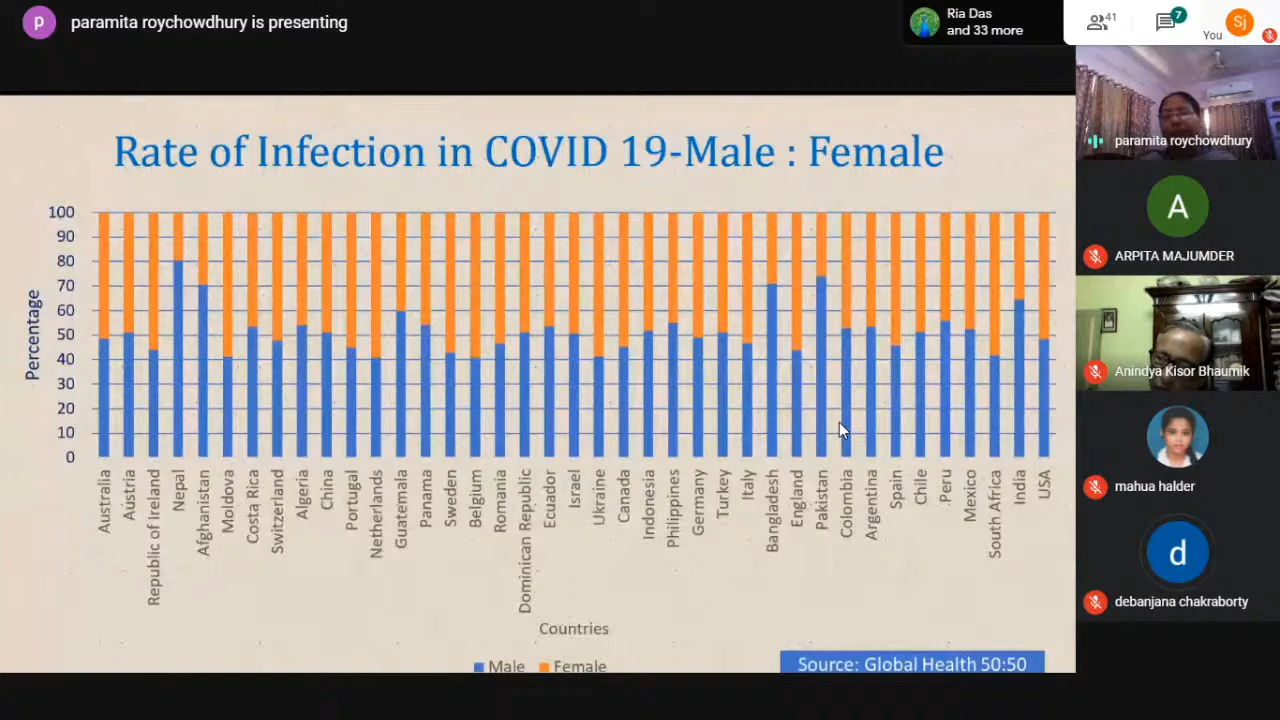 p
paramita roychowdhury is presenting
Ria Das
and 33 more
41
7
You
Sj
Rate of Infection in COVID 19-Male : Female
100
90
80
70
60
50
40
30
20
10
0
Percentage
Australia
Austria
Republic of Ireland
Nepal
Afghanistan
Moldova
Costa Rica
Switzerland
Algeria
China
Portugal
Netherlands
Guatemala
Panama
Sweden
Belgium
Romania
Dominican Republic
Ecuador
Israel
Ukraine
Canada
Indonesia
Philippines
Germany
Turkey
Italy
Bangladesh
England
Pakistan
Colombia
Argentina
Spain
Chile
Peru
Mexico
South Africa
India
USA
Countries
Male Female
Source: Global Health 50:50
paramita roychowdhury
A
ARPITA MAJUMDER
Anindya Kisor Bhaumik
mahua halder
d
debanjana chakraborty